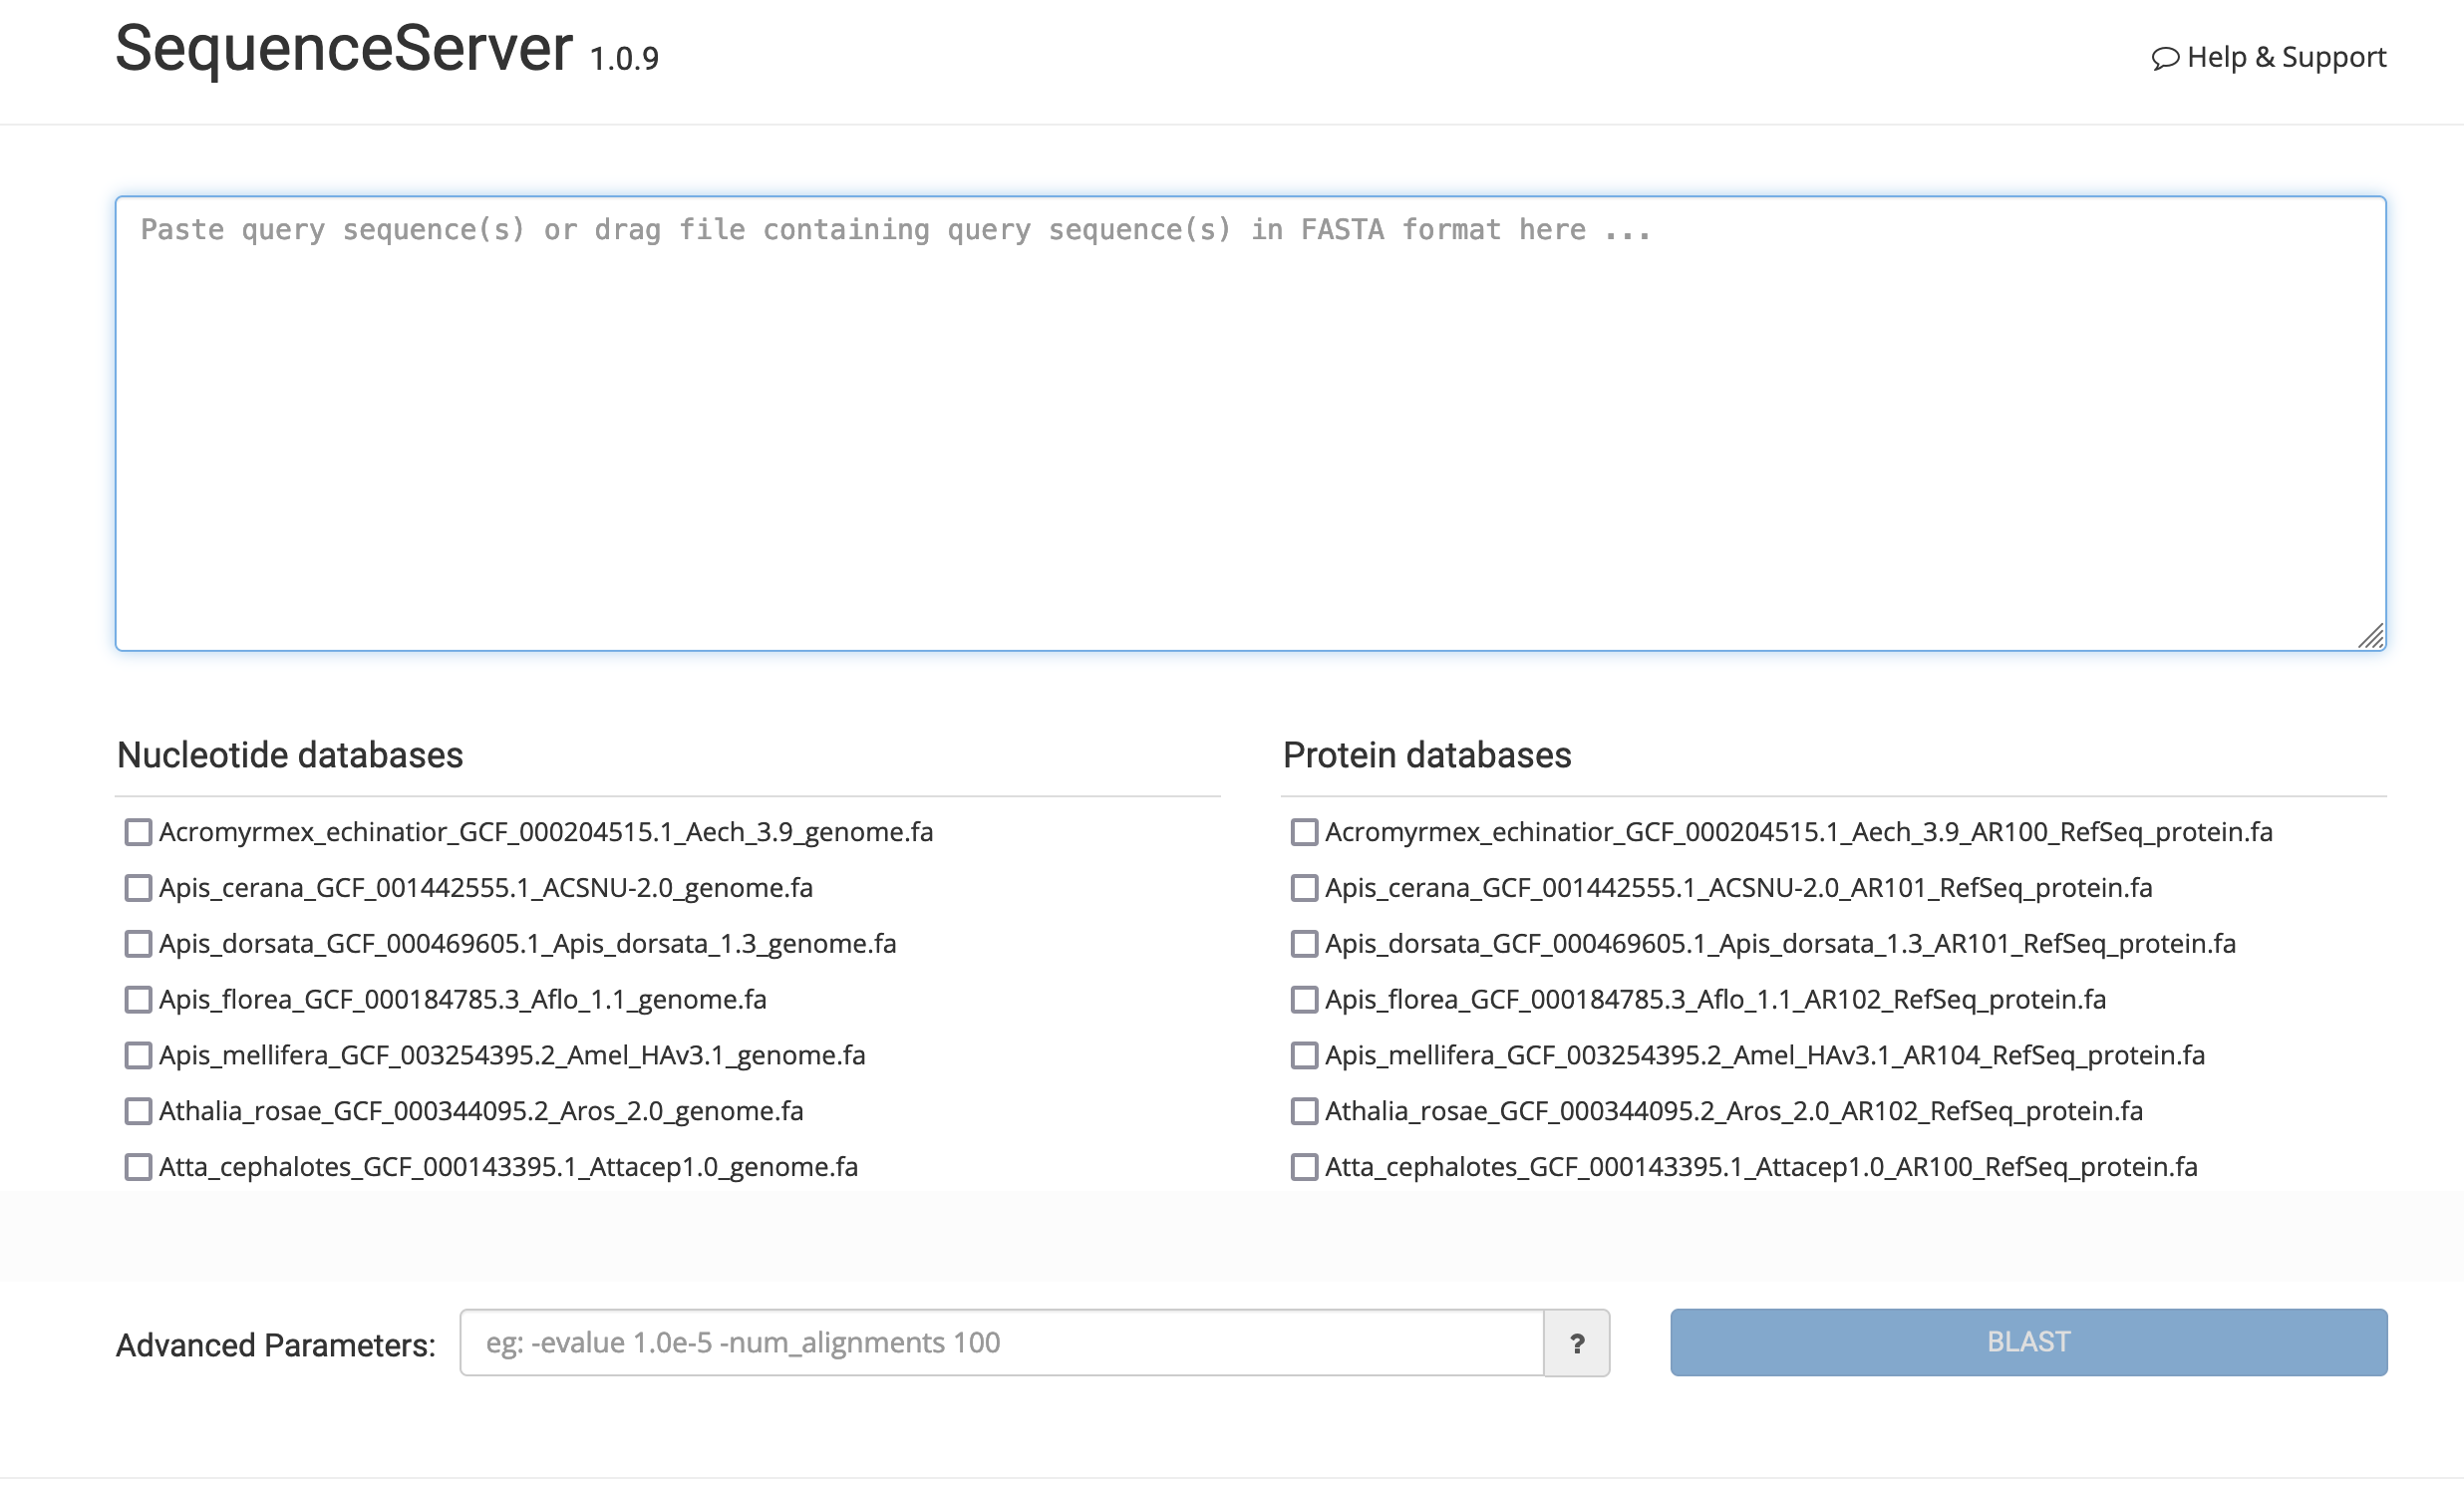 SequenceServer 1.0.9
Help & Support
Paste query sequence(s) or drag file containing query sequence(s) in FASTA format here ...
Nucleotide databases
Acromyrmex_echinatior_GCF_000204515.1_Aech_3.9_genome.fa
Apis_cerana_GCF_001442555.1_ACSNU-2.0_genome.fa
Apis_dorsata_GCF_000469605.1_Apis_dorsata_1.3_genome.fa
Apis_florea_GCF_000184785.3_Aflo_1.1_genome.fa
Apis_mellifera_GCF_003254395.2_Amel_HAv3.1_genome.fa
Athalia_rosae_GCF_000344095.2_Aros_2.0_genome.fa
Atta_cephalotes_GCF_000143395.1_Attacep1.0_genome.fa
Protein databases
Acromyrmex_echinatior_GCF_000204515.1_Aech_3.9_AR100_RefSeq_protein.fa
Apis_cerana_GCF_001442555.1_ACSNU-2.0_AR101_RefSeq_protein.fa
Apis_dorsata_GCF_000469605.1_Apis_dorsata_1.3_AR101_RefSeq_protein.fa
Apis_florea_GCF_000184785.3_Aflo_1.1_AR102_RefSeq_protein.fa
Apis_mellifera_GCF_003254395.2_Amel_HAv3.1_AR104_RefSeq_protein.fa
Athalia_rosae_GCF_000344095.2_Aros_2.0_AR102_RefSeq_protein.fa
Atta_cephalotes_GCF_000143395.1_Attacep1.0_AR100_RefSeq_protein.fa
Advanced Parameters:
eg: -evalue 1.0e-5 -num_alignments 100
?
BLAST